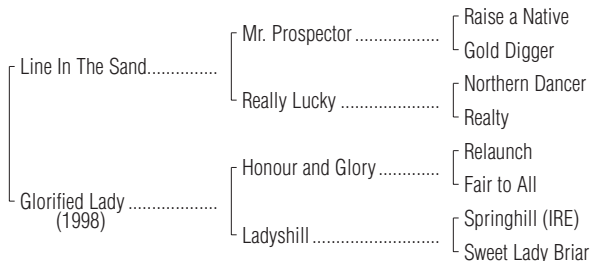 Raise a Native
Mr. Prospector ..................
Gold Digger
Line In The Sand...............
Northern Dancer
Really Lucky .....................
Realty
Relaunch
Honour and Glory.............
Fair to All
Glorified Lady ...................
(1998)
Springhill (IRE)
Ladyshill ...........................
Sweet Lady Briar